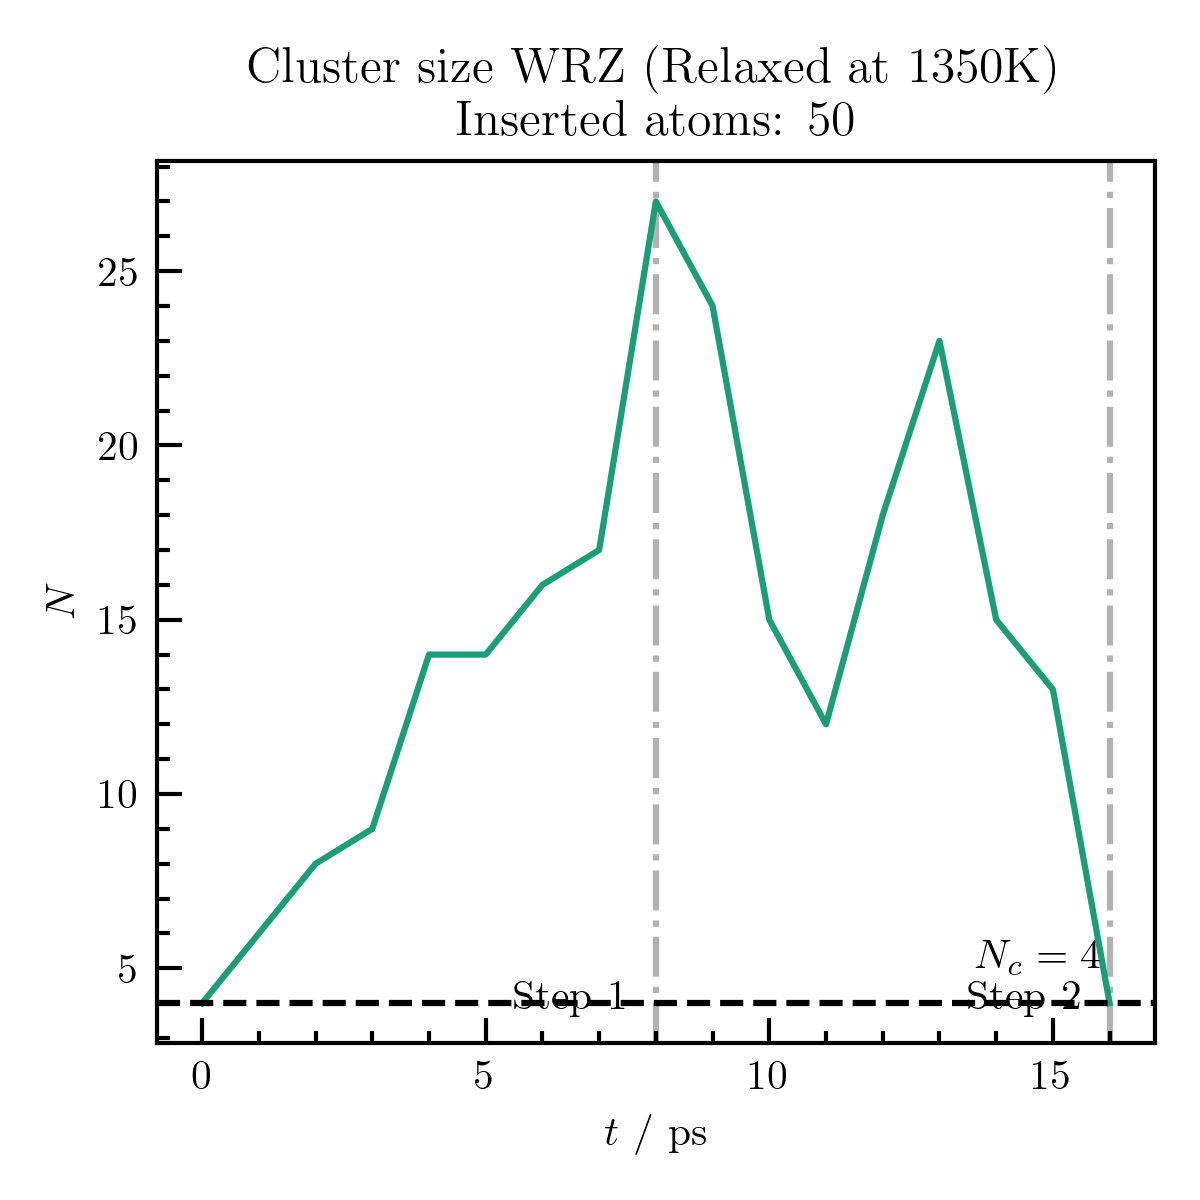 Cluster size WRZ (Relaxed at 1350K)
Inserted atoms: 50
25
20
15
10
5
N
N_c = 4
Step 1
Step 2
0
5
10
15
t / ps